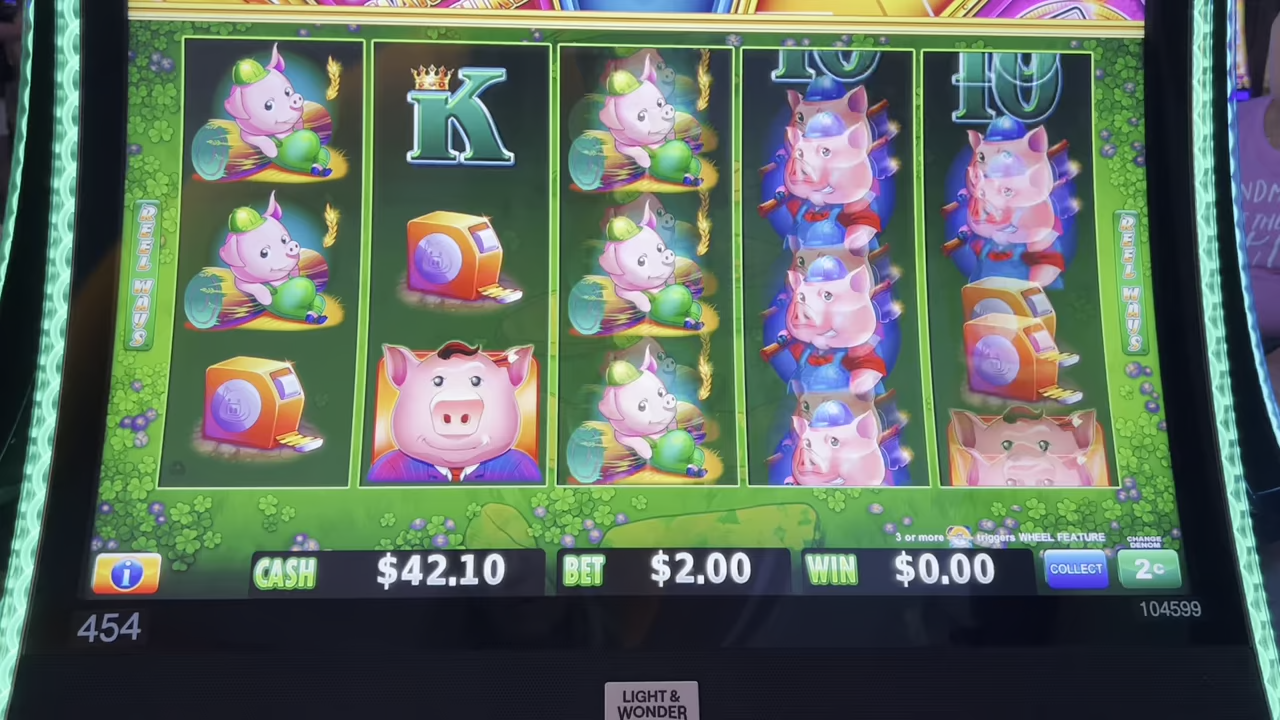 10
10
K
REEL WAYS
REEL WAYS
3 or more triggers WHEEL FEATURE
CHANGE DENOM
i
CASH $42.10
BET $2.00
WIN $0.00
COLLECT
2¢
454
104599
LIGHT &
WONDER